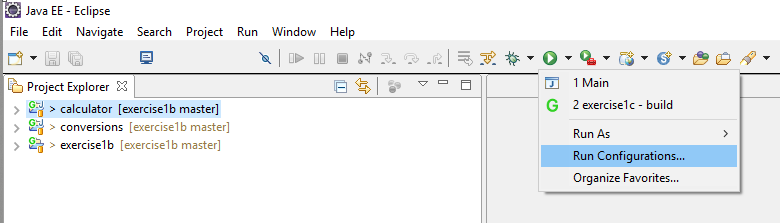 Java EE - Eclipse
File Edit Navigate Search Project Run Window Help
Project Explorer
> calculator [exercise1b master]
> conversions [exercise1b master]
> exercise1b [exercise1b master]
1 Main
2 exercise1c - build
Run As
Run Configurations...
Organize Favorites...